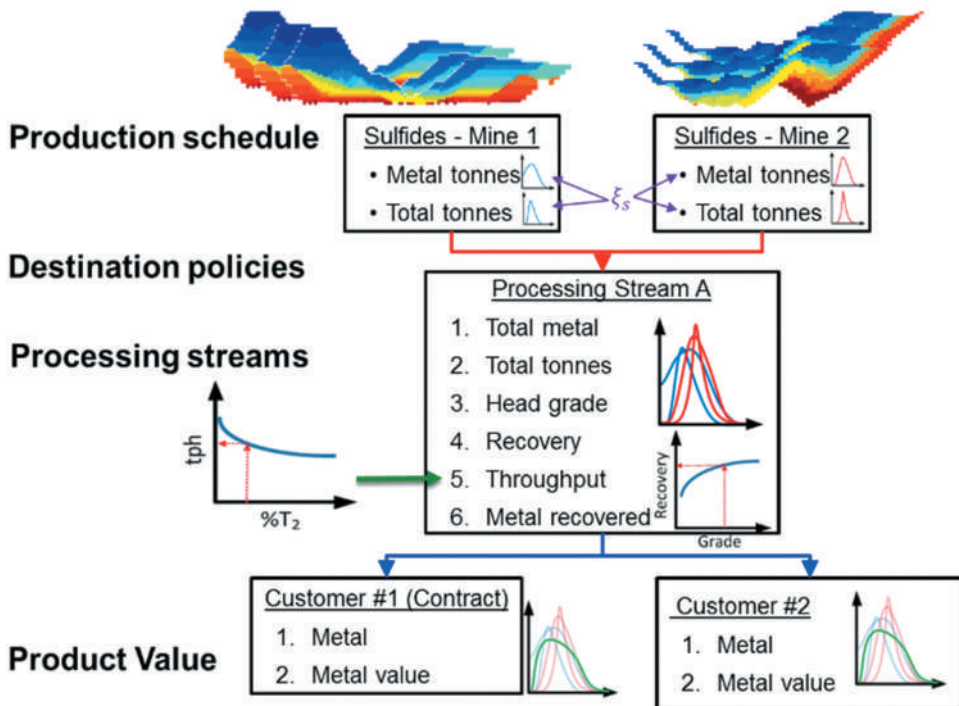 Production schedule
Sulfides - Mine 1
• Metal tonnes
• Total tonnes
ξs
Sulfides - Mine 2
• Metal tonnes
• Total tonnes
Destination policies
Processing streams
Processing Stream A
1. Total metal
2. Total tonnes
3. Head grade
4. Recovery
5. Throughput
6. Metal recovered
tph
%T₂
Recovery
Grade
Product Value
Customer #1 (Contract)
1. Metal
2. Metal value
Customer #2
1. Metal
2. Metal value